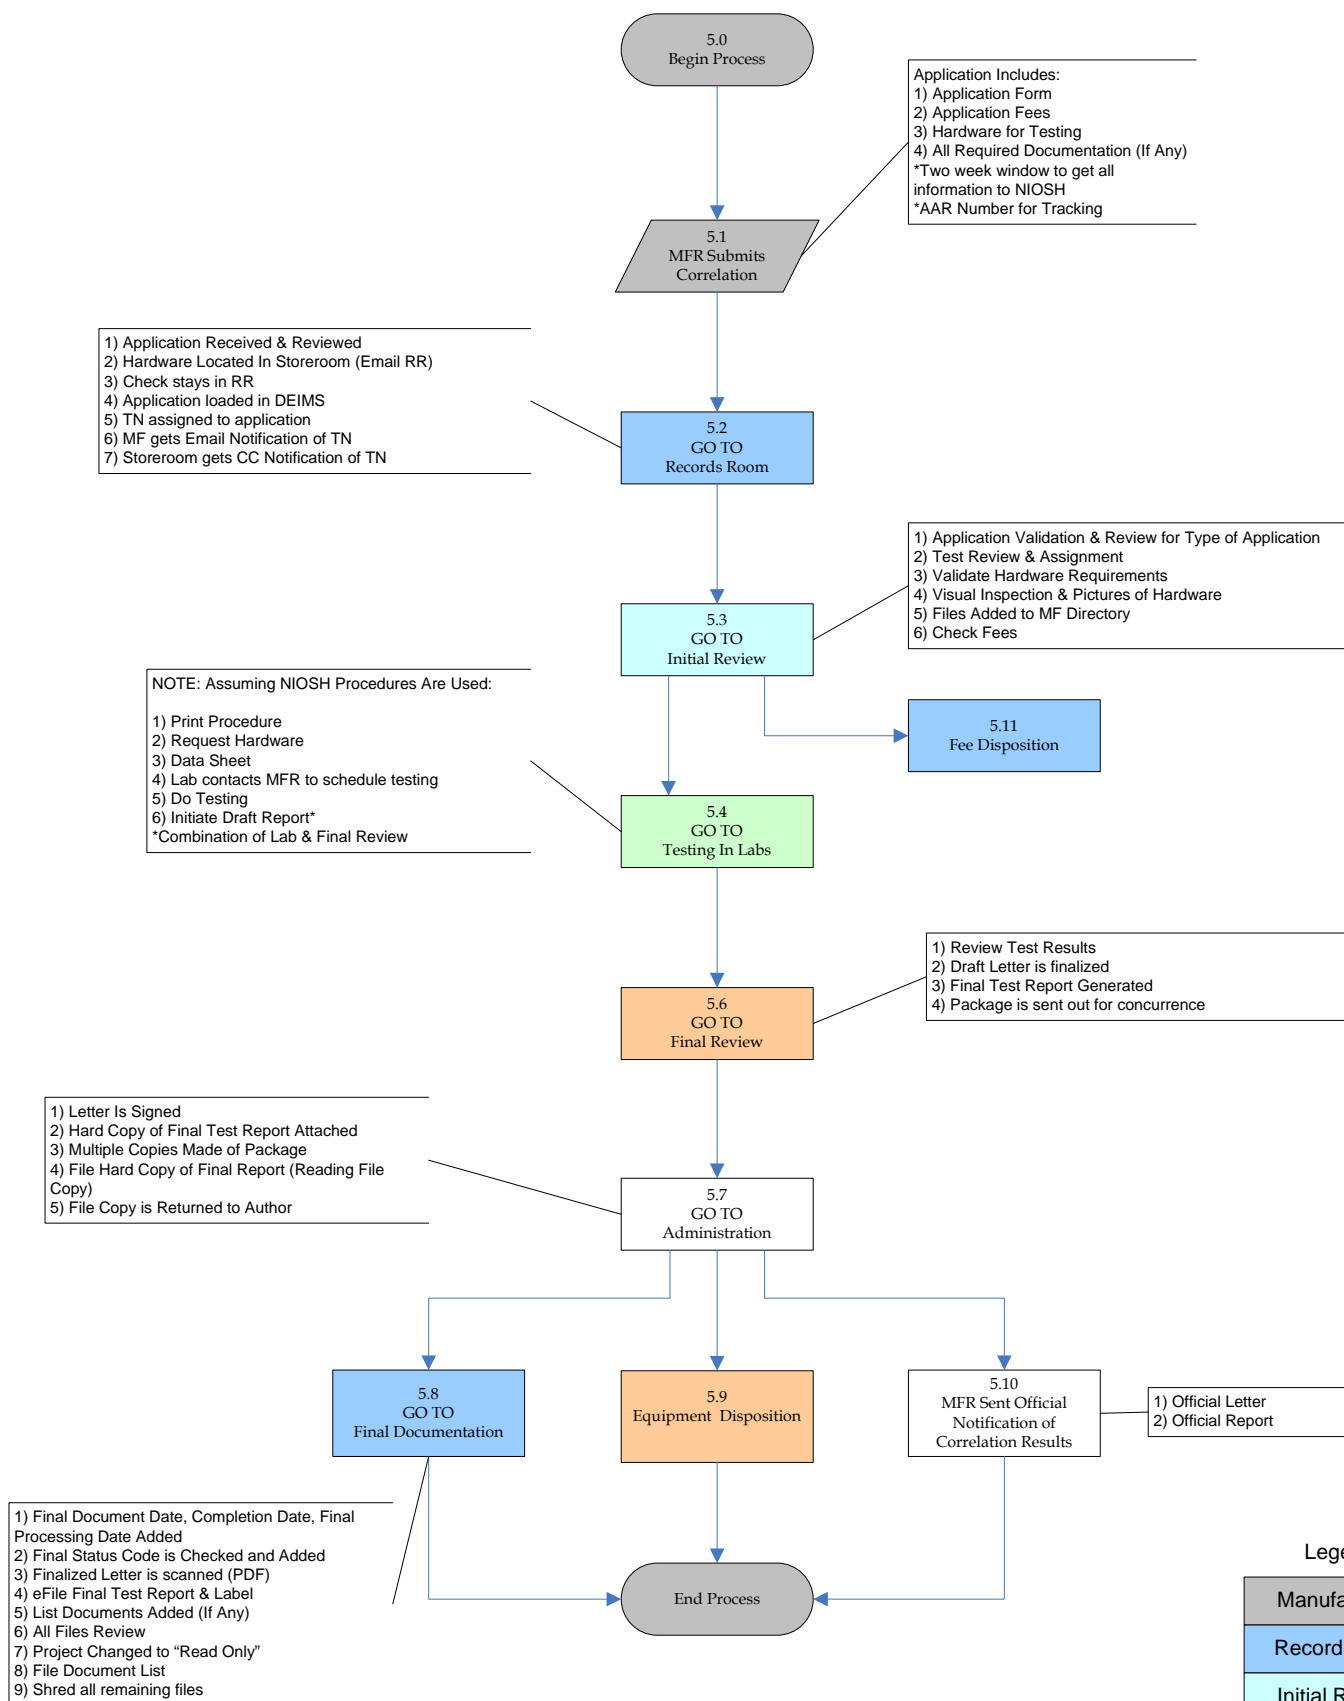 5.0
Begin Process
Application Includes:
1) Application Form
2) Application Fees
3) Hardware for Testing
4) All Required Documentation (If Any)
*Two week window to get all
information to NIOSH
*AAR Number for Tracking
5.1
MFR Submits
Correlation
1) Application Received & Reviewed
2) Hardware Located In Storeroom (Email RR)
3) Check stays in RR
4) Application loaded in DEIMS
5) TN assigned to application
6) MF gets Email Notification of TN
7) Storeroom gets CC Notification of TN
5.2
GO TO
Records Room
1) Application Validation & Review for Type of Application
2) Test Review & Assignment
3) Validate Hardware Requirements
4) Visual Inspection & Pictures of Hardware
5) Files Added to MF Directory
6) Check Fees
5.3
GO TO
Initial Review
NOTE: Assuming NIOSH Procedures Are Used:
1) Print Procedure
2) Request Hardware
3) Data Sheet
4) Lab contacts MFR to schedule testing
5) Do Testing
6) Initiate Draft Report*
*Combination of Lab & Final Review
5.11
Fee Disposition
5.4
GO TO
Testing In Labs
1) Review Test Results
2) Draft Letter is finalized
3) Final Test Report Generated
4) Package is sent out for concurrence
5.6
GO TO
Final Review
1) Letter Is Signed
2) Hard Copy of Final Test Report Attached
3) Multiple Copies Made of Package
4) File Hard Copy of Final Report (Reading File
Copy)
5) File Copy is Returned to Author
5.7
GO TO
Administration
5.8
GO TO
Final Documentation
5.9
Equipment  Disposition
5.10
MFR Sent Official
Notification of
Correlation Results
1) Official Letter
2) Official Report
1) Final Document Date, Completion Date, Final
Processing Date Added
2) Final Status Code is Checked and Added
3) Finalized Letter is scanned (PDF)
4) eFile Final Test Report & Label
5) List Documents Added (If Any)
6) All Files Review
7) Project Changed to “Read Only”
8) File Document List
9) Shred all remaining files
End Process
Lege
Manufa
Record
Initial R